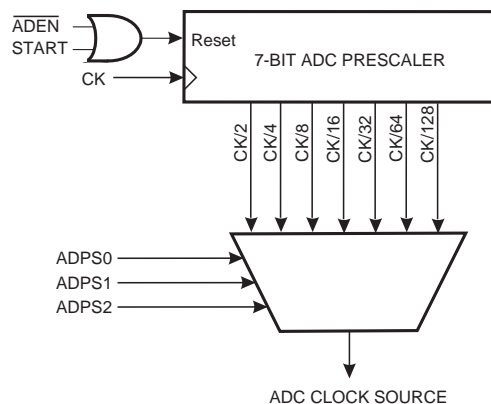 ADEN
START
Reset
7-BIT ADC PRESCALER
CK
CK/2
CK/4
CK/8
CK/16
CK/32
CK/64
CK/128
ADPS0
ADPS1
ADPS2
ADC CLOCK SOURCE